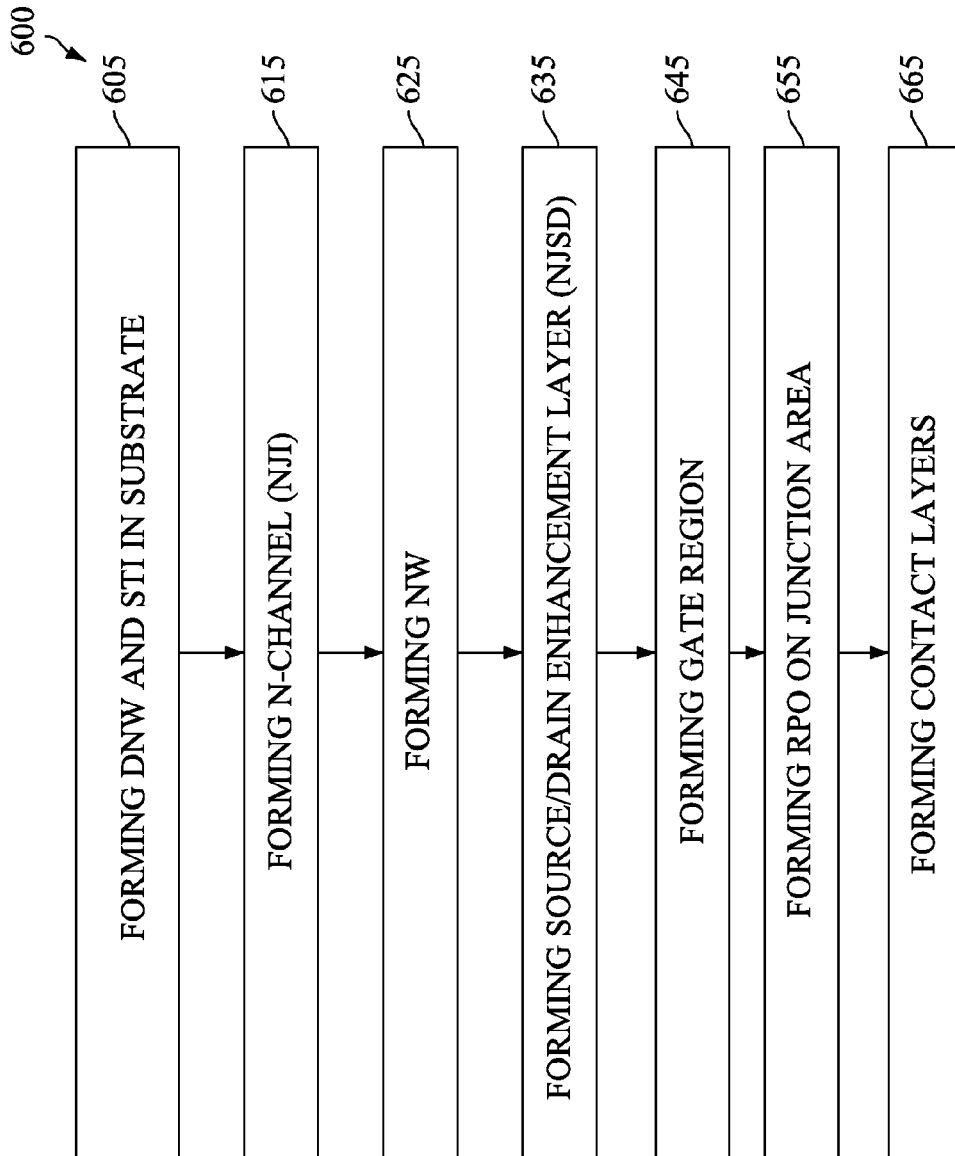 600
FORMING DNW AND STI IN SUBSTRATE
605
FORMING N-CHANNEL (NJI)
615
FORMING NW
625
FORMING SOURCE/DRAIN ENHANCEMENT LAYER (NJSD)
635
FORMING GATE REGION
645
FORMING RPO ON JUNCTION AREA
655
FORMING CONTACT LAYERS
665